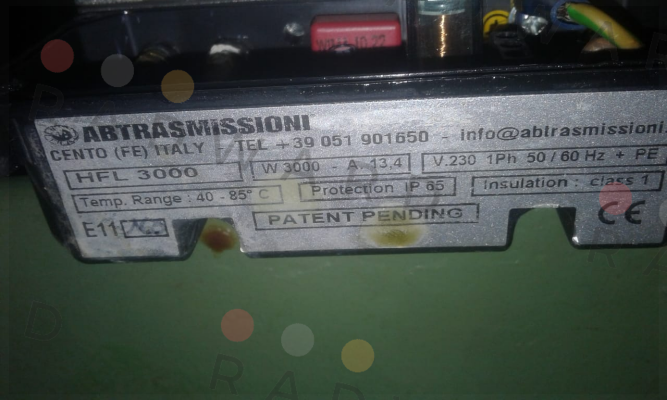 ABTRASMISSIONI
CENTO (FE) ITALY TEL +39 051 901650 - info@abtrasmissioni.
HFL 3000 W 3000 - A. 13,4 V.230 1Ph 50 / 60 Hz + PE
Temp. Range : 40 - 85° C Protection IP 65 Insulation : class 1
E11 PATENT PENDING CE